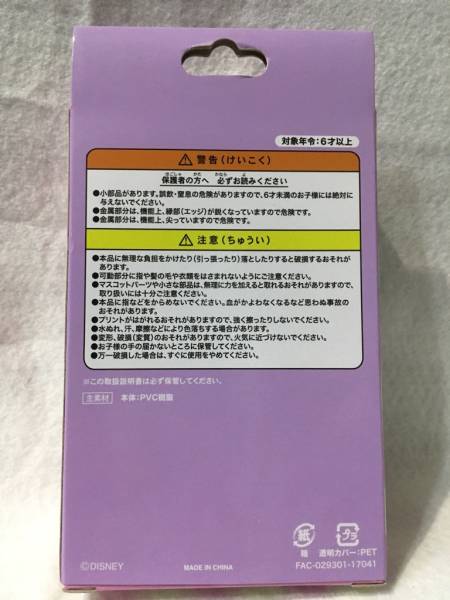 対象年令:6才以上
警告(けいこく)
保護者の方へ 必ずお読みください
●小部品があります。誤飲・窒息の危険がありますので、6才未満のお子様には絶対に
与えないでください。
●金属部分は、機能上、縁部(エッジ)が鋭くなっていますので危険です。
●金属部分は、機能上、尖っていますので危険です。
注意(ちゅうい)
●本品に無理な負担をかけたり(引っ張ったり)落としたりすると破損するおそれが
あります。
●可動部分に指や髪の毛や衣類をはさまれないようにご注意ください。
●マスコットパーツや小さな部品は、無理に力を加えると取れるおそれがありますので、
取り扱いには十分ご注意ください。
●本品に指などをからめないでください。血がかよわなくなるなど思わぬ事故の
おそれがあります。
●プリントがはがれるおそれがありますので、強く擦ったりしないでください。
●水ぬれ、汗、摩擦などにより色落ちする場合があります。
●変形、破損(変質)のおそれがありますので、火気に近づけないでください。
●お子様の手の届かないところに保管してください。
●万一破損した場合は、すぐに使用をやめてください。
※この取扱説明書は必ず保管してください。
主素材 本体:PVC樹脂
紙 プラ
箱 透明カバー:PET
©DISNEY MADE IN CHINA FAC-029301-17041